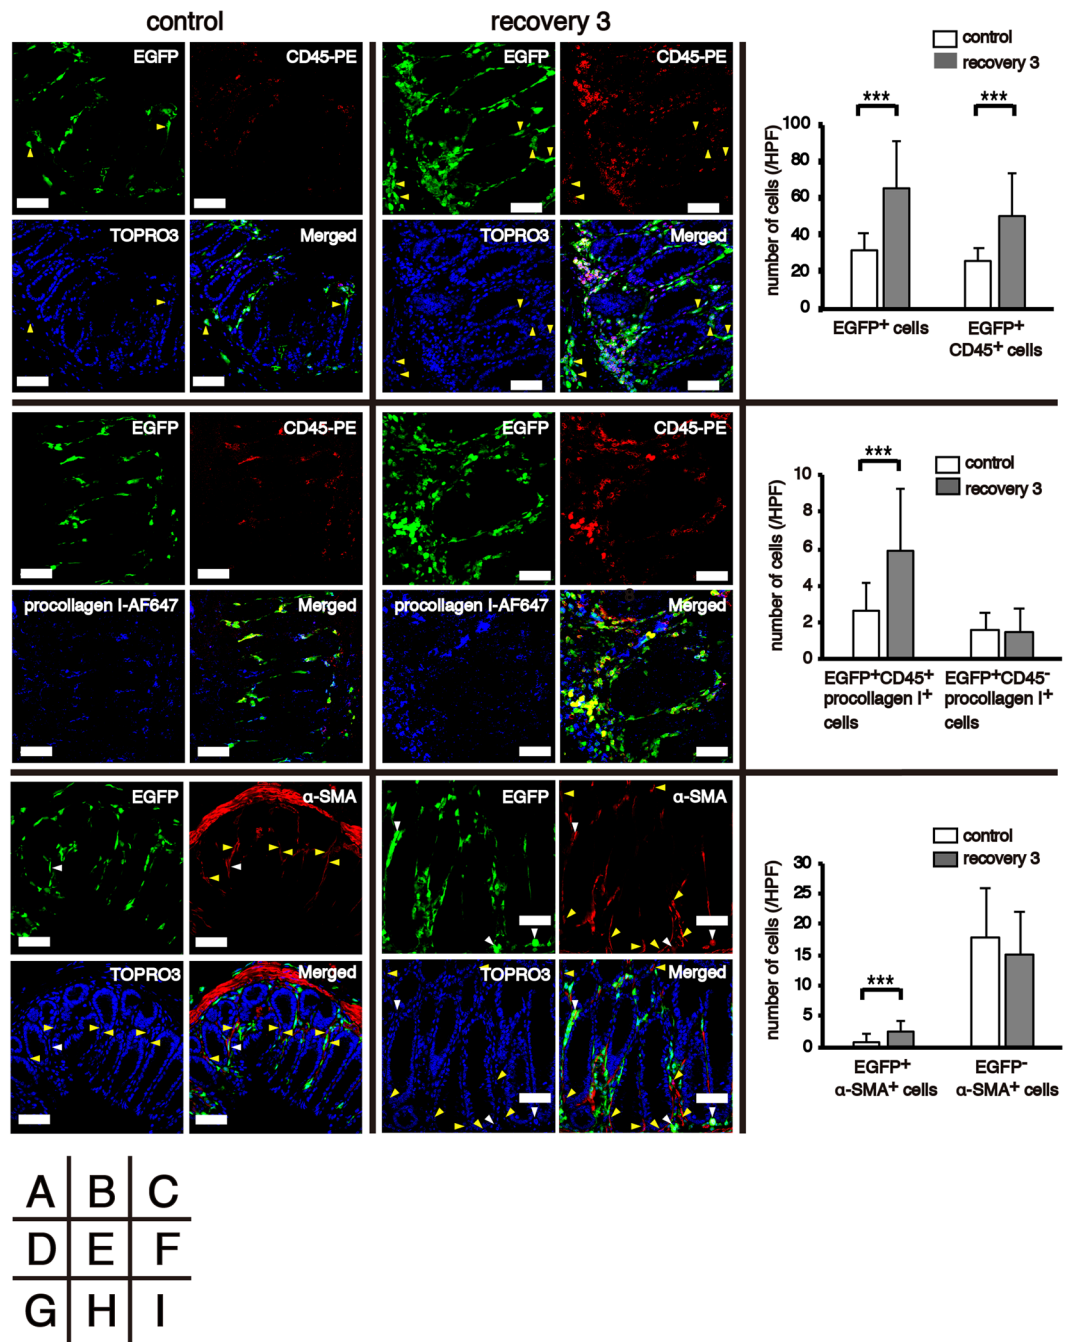 control
recovery 3
EGFP
CD45-PE
EGFP
CD45-PE
TOPRO3
Merged
TOPRO3
Merged
control
recovery 3
***
***
100
80
60
40
20
0
number of cells (/HPF)
EGFP+ cells
EGFP+
CD45+ cells
EGFP
CD45-PE
EGFP
CD45-PE
procollagen I-AF647
Merged
procollagen I-AF647
Merged
control
recovery 3
***
10
8
6
4
2
0
number of cells (/HPF)
EGFP+CD45+
procollagen I+
cells
EGFP+CD45-
procollagen I+
cells
EGFP
α-SMA
EGFP
α-SMA
TOPRO3
Merged
TOPRO3
Merged
control
recovery 3
***
30
25
20
15
10
5
0
number of cells (/HPF)
EGFP+
α-SMA+ cells
EGFP-
α-SMA+ cells
A B C
D E F
G H I